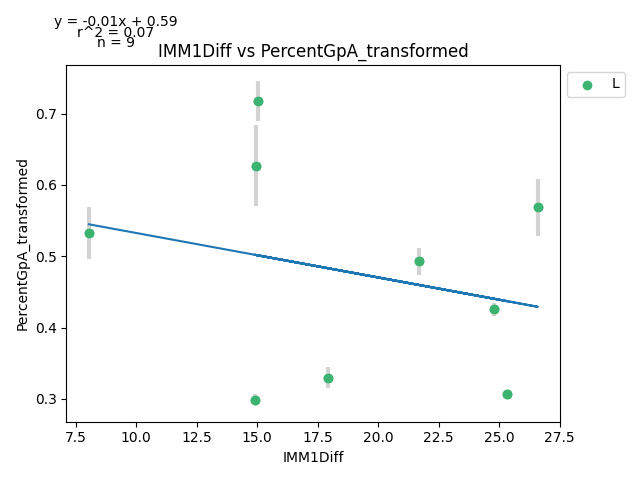 y = -0.01x + 0.59
r^2 = 0.07
n = 9
IMM1Diff vs PercentGpA_transformed
L
PercentGpA_transformed
0.7
0.6
0.5
0.4
0.3
7.5 10.0 12.5 15.0 17.5 20.0 22.5 25.0 27.5
IMM1Diff